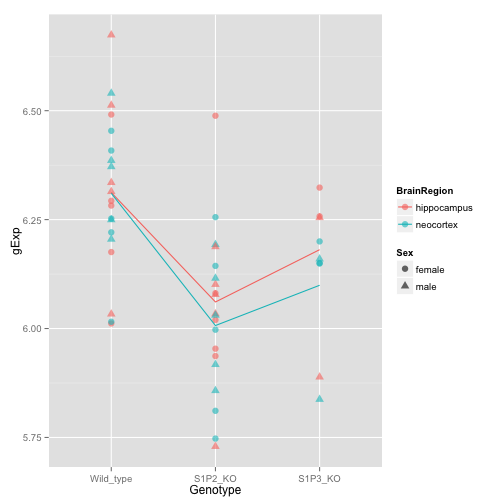 6.50
6.25
6.00
5.75
gExp
Wild_type S1P2_KO S1P3_KO
Genotype
BrainRegion
hippocampus
neocortex
Sex
female
male